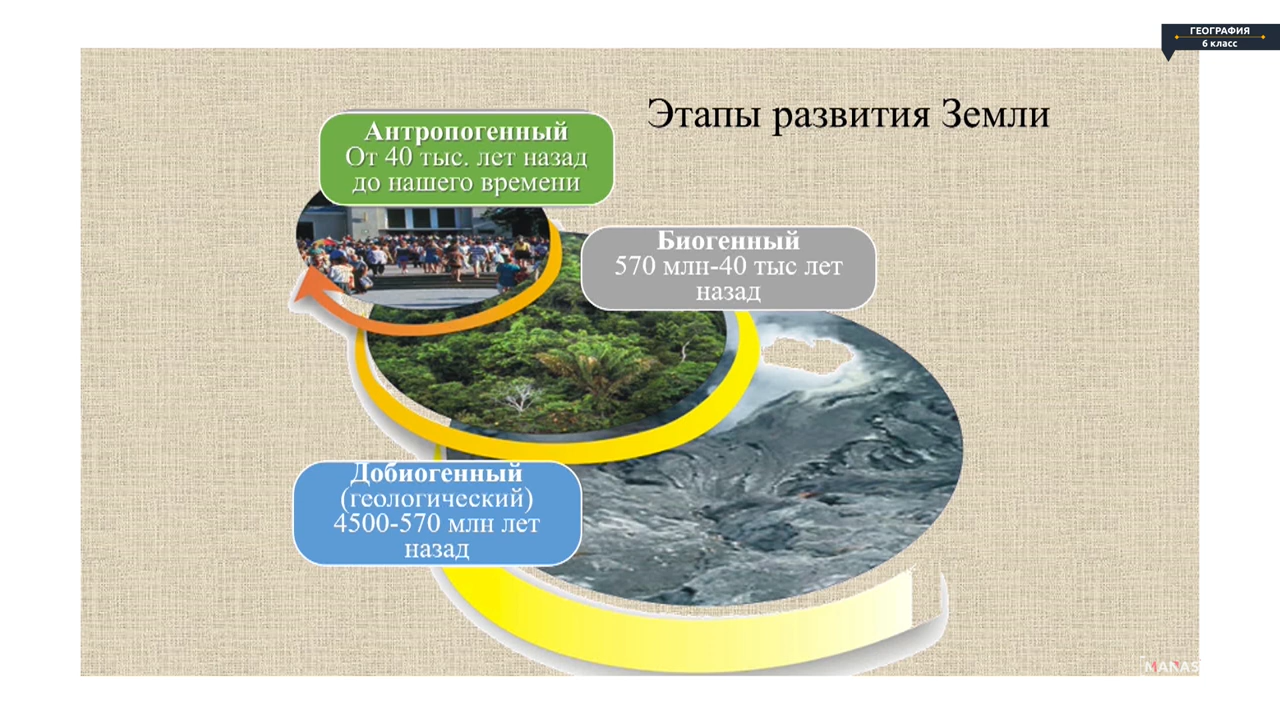 ГЕОГРАФИЯ
6 класс
Этапы развития Земли
Антропогенный
От 40 тыс. лет назад
до нашего времени
Биогенный
570 млн-40 тыс лет
назад
Добиогенный
(геологический)
4500-570 млн лет
назад
MANAS